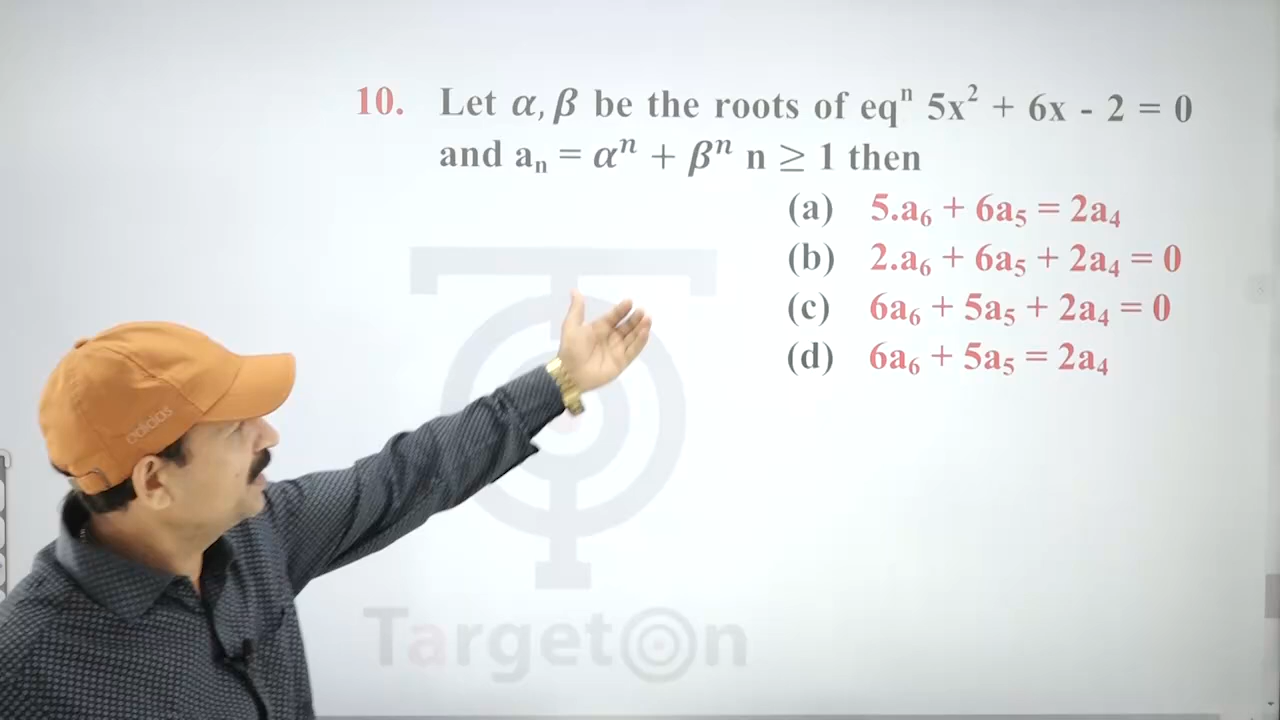 10. Let α, β be the roots of eqⁿ 5x² + 6x - 2 = 0
and aₙ = αⁿ + βⁿ n ≥ 1 then
(a) 5.a₆ + 6a₅ = 2a₄
(b) 2.a₆ + 6a₅ + 2a₄ = 0
(c) 6a₆ + 5a₅ + 2a₄ = 0
(d) 6a₆ + 5a₅ = 2a₄
adidas
TargetOn